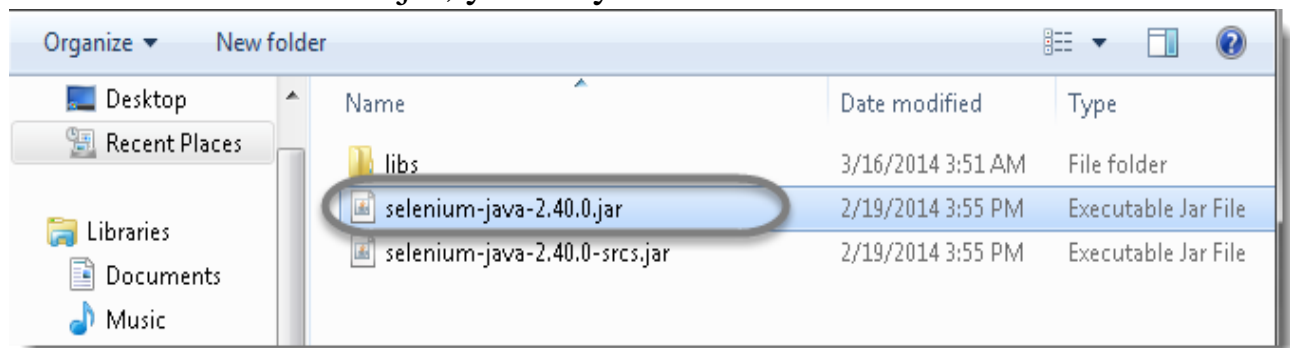 Organize New folder
Desktop Name Date modified Type
Recent Places
libs 3/16/2014 3:51 AM File folder
selenium-java-2.40.0.jar 2/19/2014 3:55 PM Executable Jar File
Libraries
selenium-java-2.40.0-srcs.jar 2/19/2014 3:55 PM Executable Jar File
Documents
Music